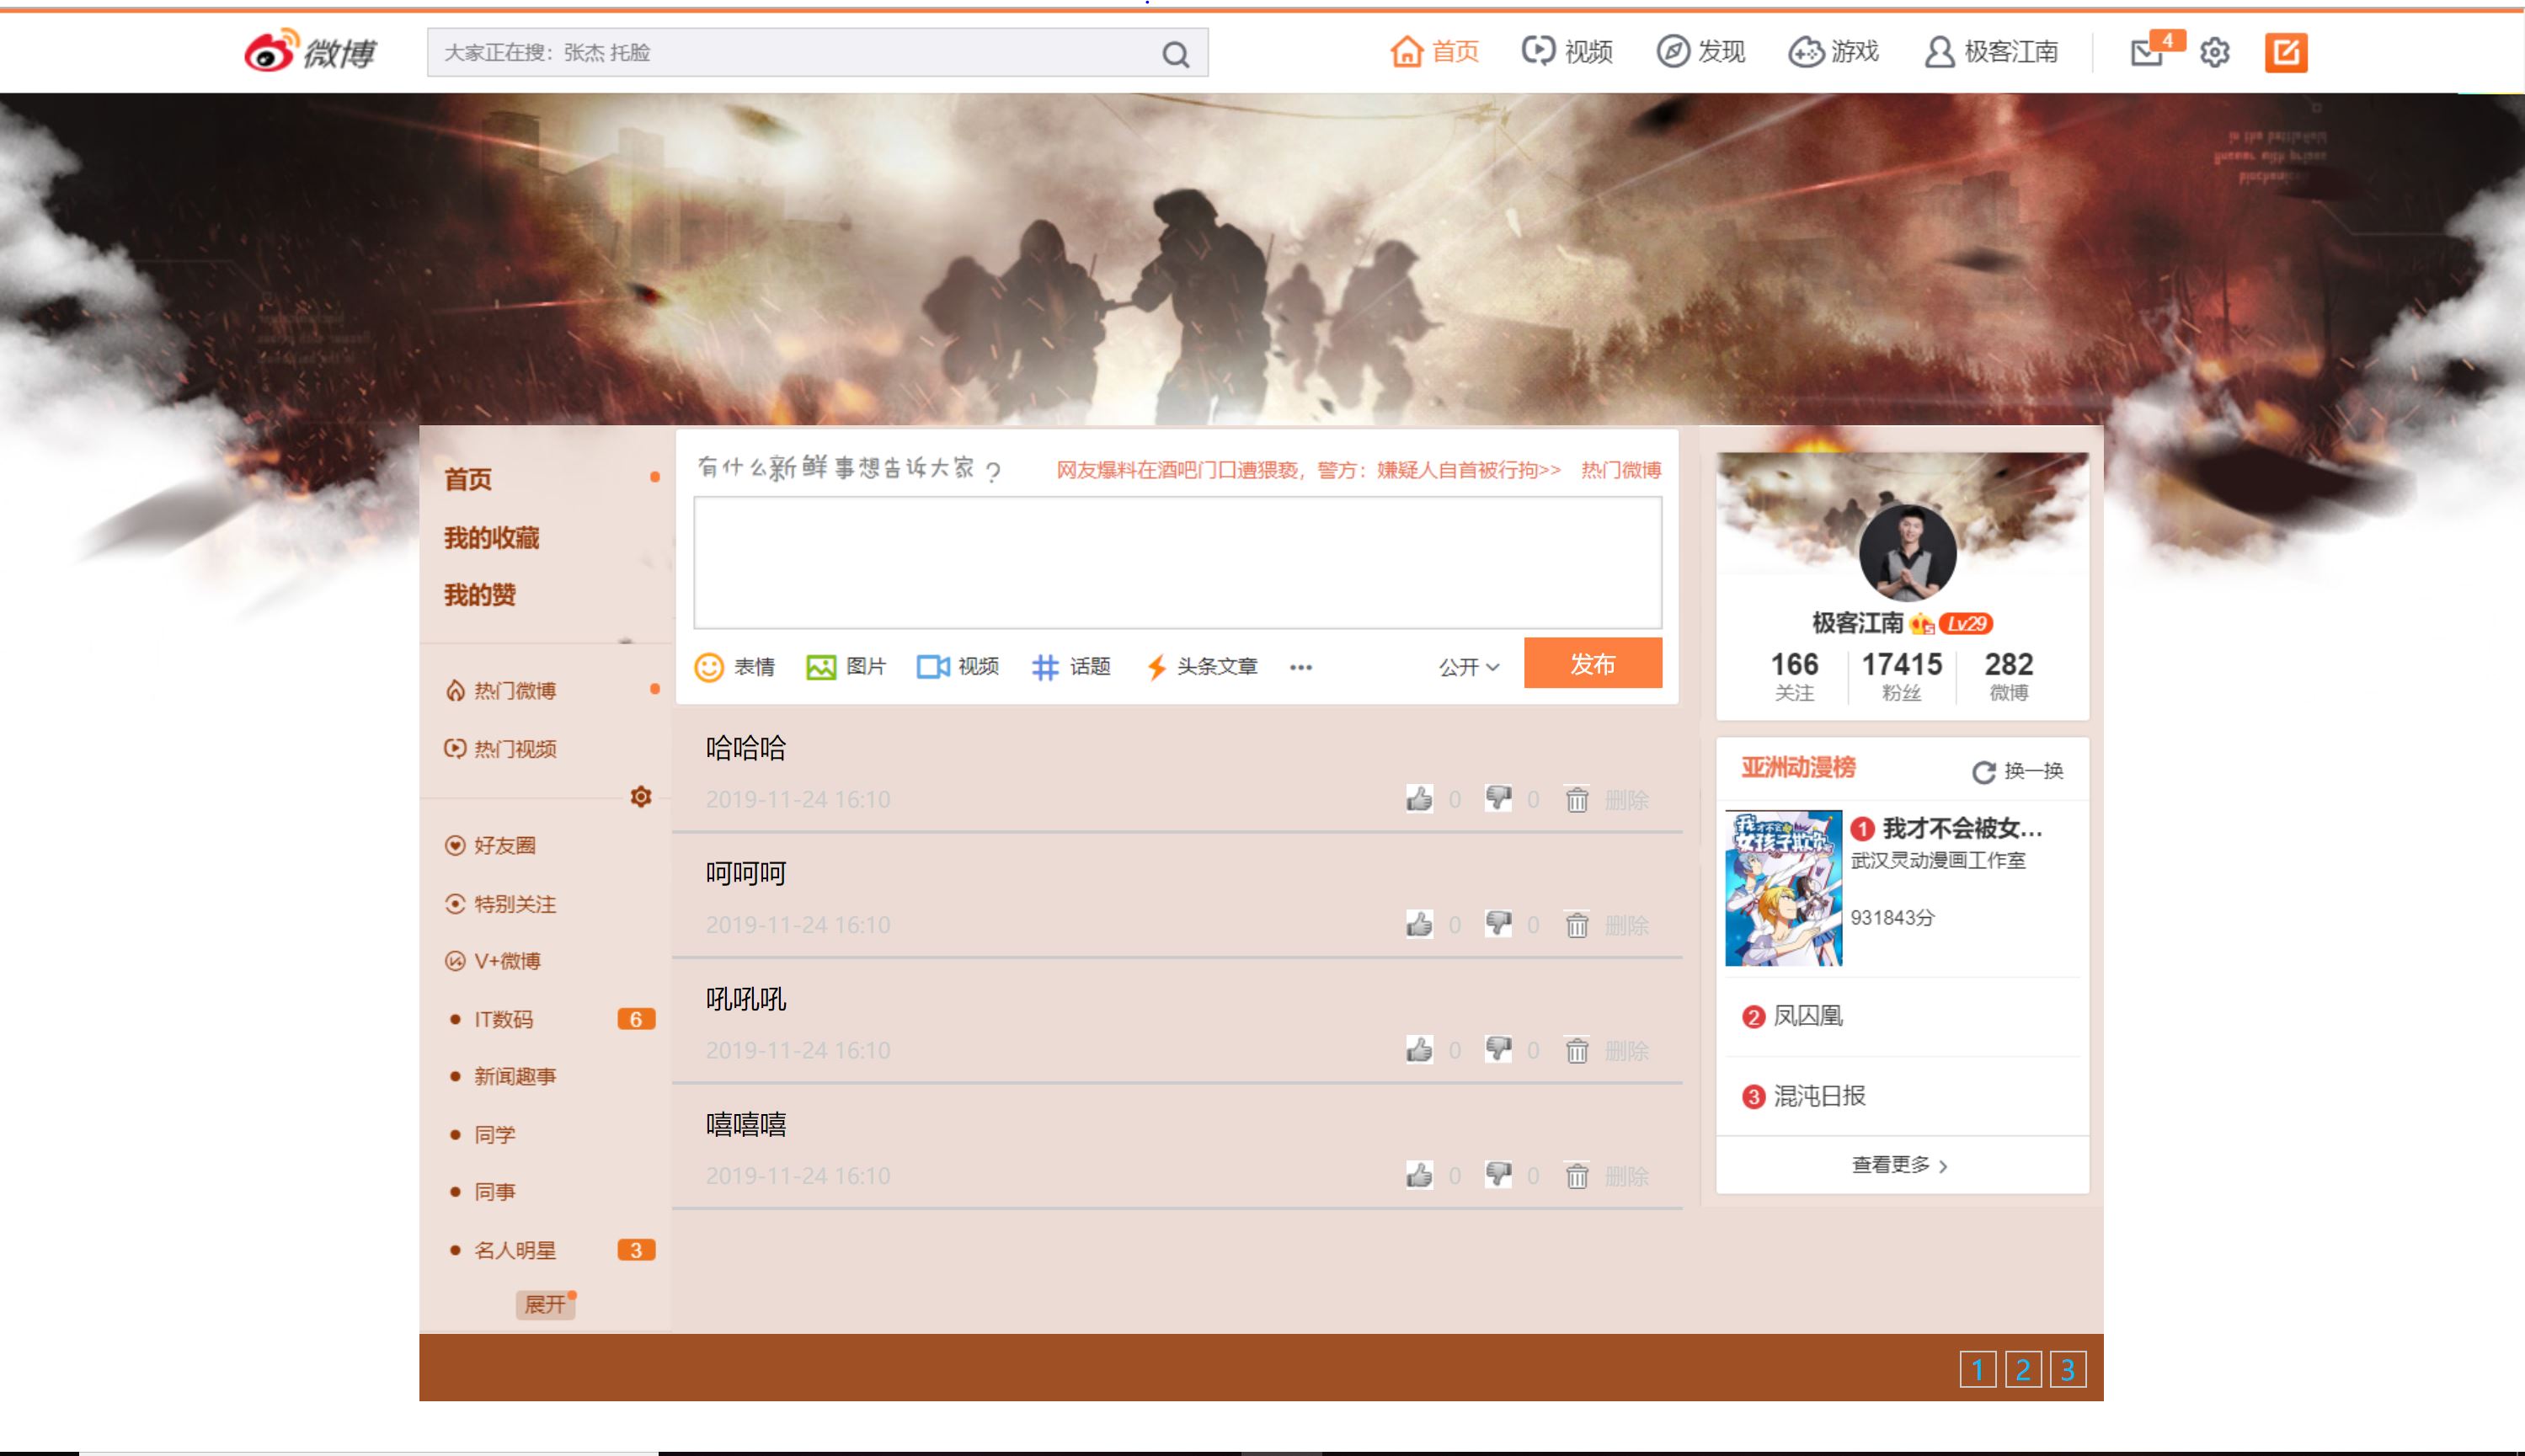 微博
大家正在搜：张杰 托脸
首页 视频 发现 游戏 极客江南 4
首页
我的收藏
我的赞
热门微博
热门视频
好友圈
特别关注
V+微博
IT数码 6
新闻趣事
同学
同事
名人明星 3
展开
有什么新鲜事想告诉大家？ 网友爆料在酒吧门口遭猥亵，警方：嫌疑人自首被行拘>> 热门微博
表情 图片 视频 话题 头条文章 ••• 公开 发布
哈哈哈
2019-11-24 16:10 0 0 删除
呵呵呵
2019-11-24 16:10 0 0 删除
吼吼吼
2019-11-24 16:10 0 0 删除
嘻嘻嘻
2019-11-24 16:10 0 0 删除
极客江南 5 Lv29
166 17415 282
关注 粉丝 微博
亚洲动漫榜 换一换
我才不会被女孩子欺负
1 我才不会被女...
武汉灵动漫画工作室
931843分
2 凤囚凰
3 混沌日报
查看更多 >
1 2 3